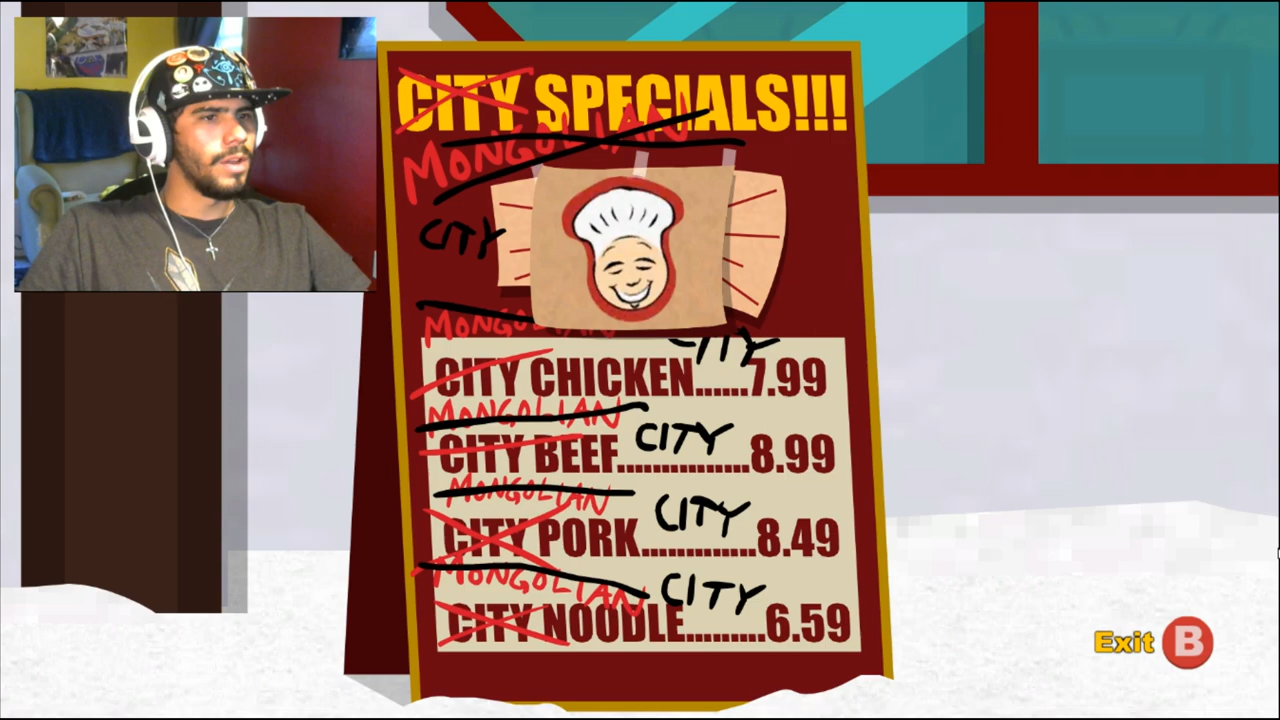 CITY SPECIALS!!!
MONGOLIAN
CITY
MONGOLIAN
CITY
CITY CHICKEN......7.99
MONGOLIAN
CITY
CITY BEEF...............8.99
MONGOLIAN
CITY
CITY PORK.............8.49
MONGOLIAN
CITY
CITY NOODLE.........6.59
Exit B